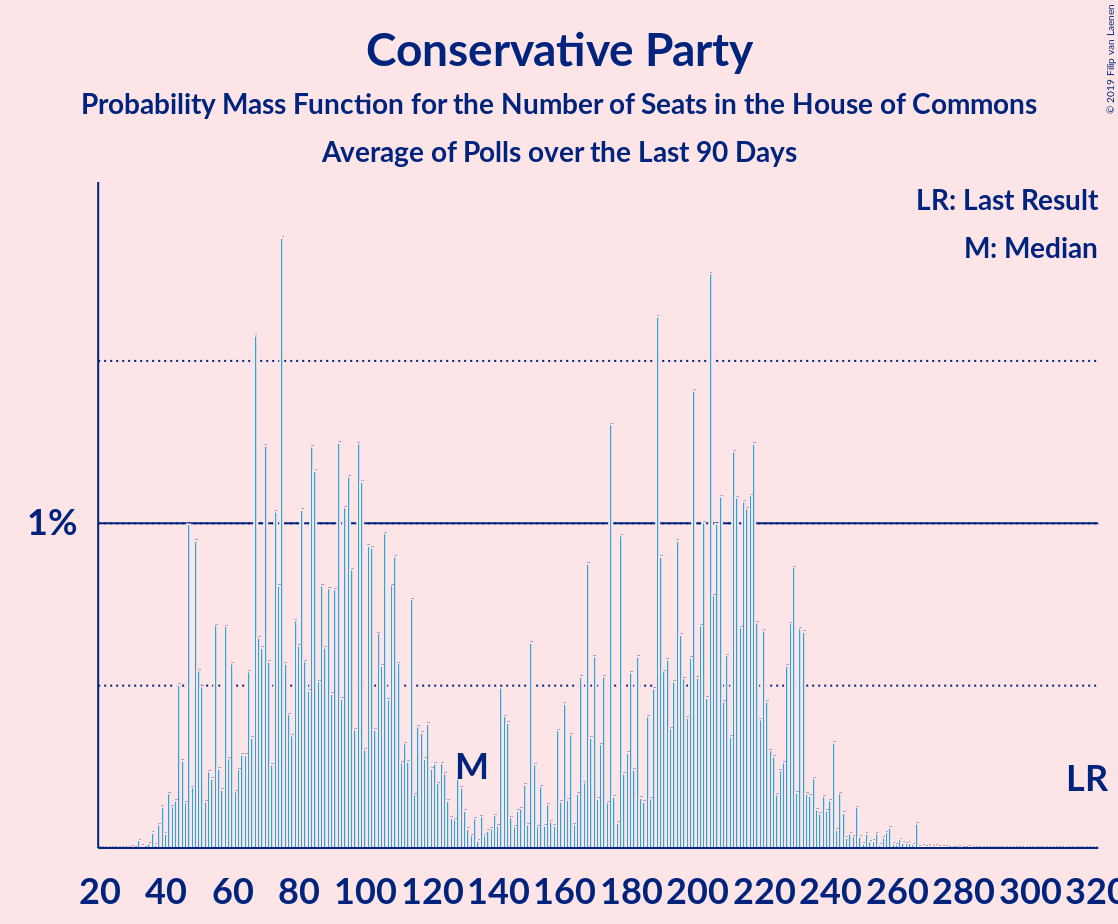 Conservative Party
Probability Mass Function for the Number of Seats in the House of Commons
Average of Polls over the Last 90 Days
© 2019 Filip van Laenen
LR: Last Result
M: Median
1%
M
LR
20 40 60 80 100 120 140 160 180 200 220 240 260 280 300 320